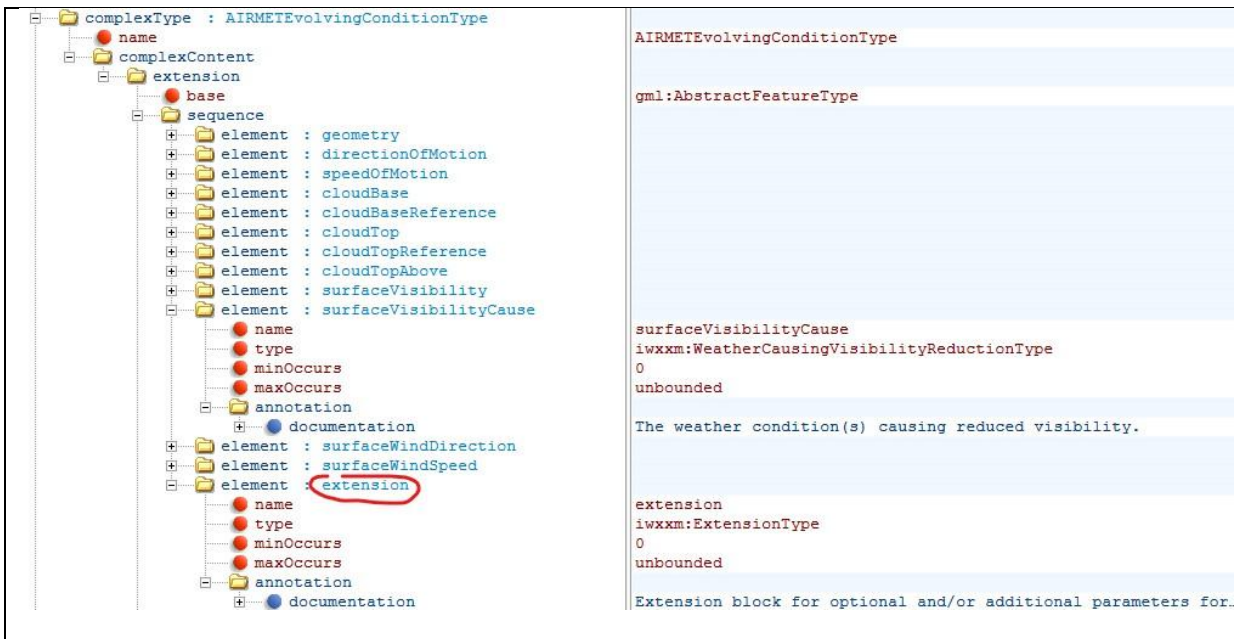 complexType : AIRMETEvolvingConditionType
name AIRMETEvolvingConditionType
complexContent
extension
base gml:AbstractFeatureType
sequence
element : geometry
element : directionOfMotion
element : speedOfMotion
element : cloudBase
element : cloudBaseReference
element : cloudTop
element : cloudTopReference
element : cloudTopAbove
element : surfaceVisibility
element : surfaceVisibilityCause
name surfaceVisibilityCause
type iwxxm:WeatherCausingVisibilityReductionType
minOccurs 0
maxOccurs unbounded
annotation
documentation The weather condition(s) causing reduced visibility.
element : surfaceWindDirection
element : surfaceWindSpeed
element : extension
name extension
type iwxxm:ExtensionType
minOccurs 0
maxOccurs unbounded
annotation
documentation Extension block for optional and/or additional parameters for…